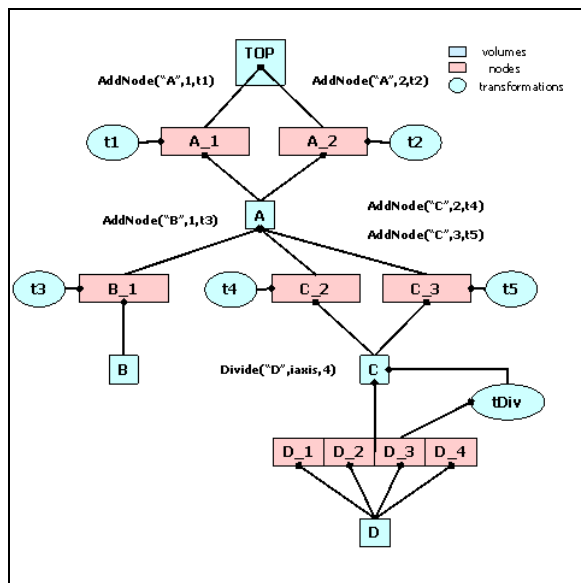 TOP
volumes
nodes
transformations
AddNode("A",1,t1)
AddNode("A",2,t2)
t1
A_1
A_2
t2
A
AddNode("B",1,t3)
AddNode("C",2,t4)
AddNode("C",3,t5)
t3
B_1
t4
C_2
C_3
t5
B
Divide("D",iaxis,4)
C
tDiv
D_1
D_2
D_3
D_4
D